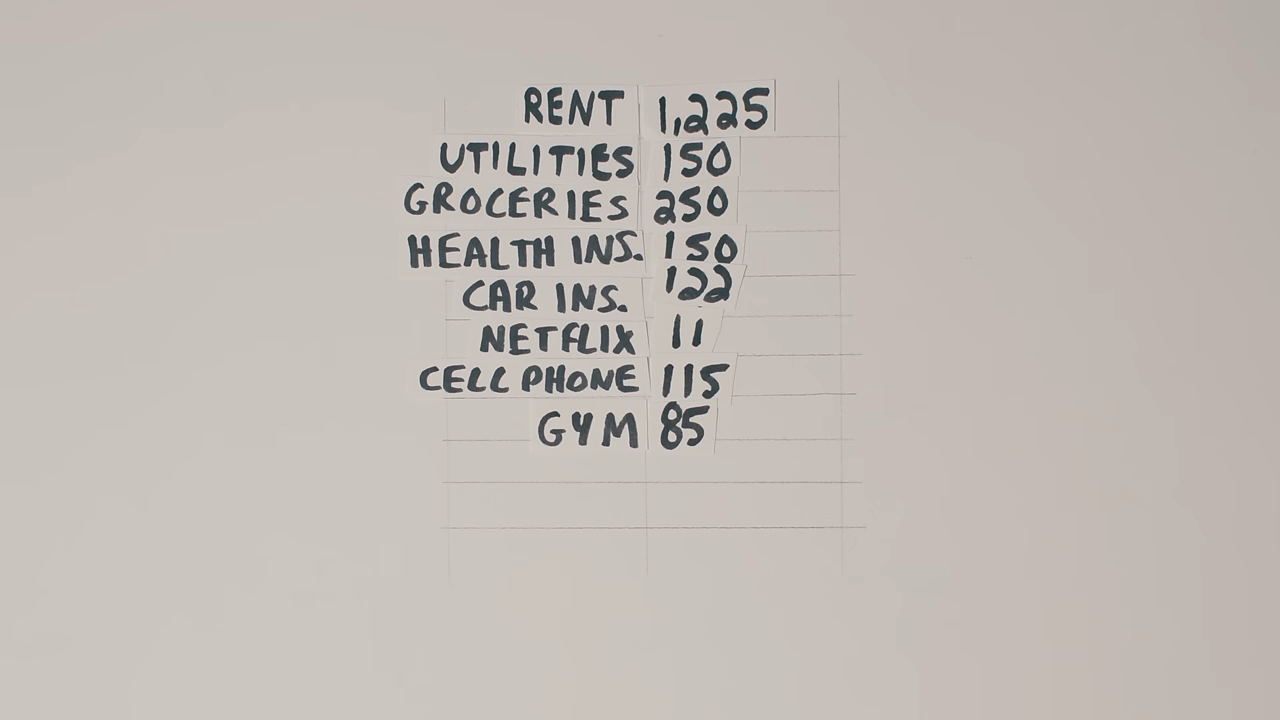 RENT 1,225
UTILITIES 150
GROCERIES 250
HEALTH INS. 150
CAR INS. 122
NETFLIX 11
CELL PHONE 115
GYM 85